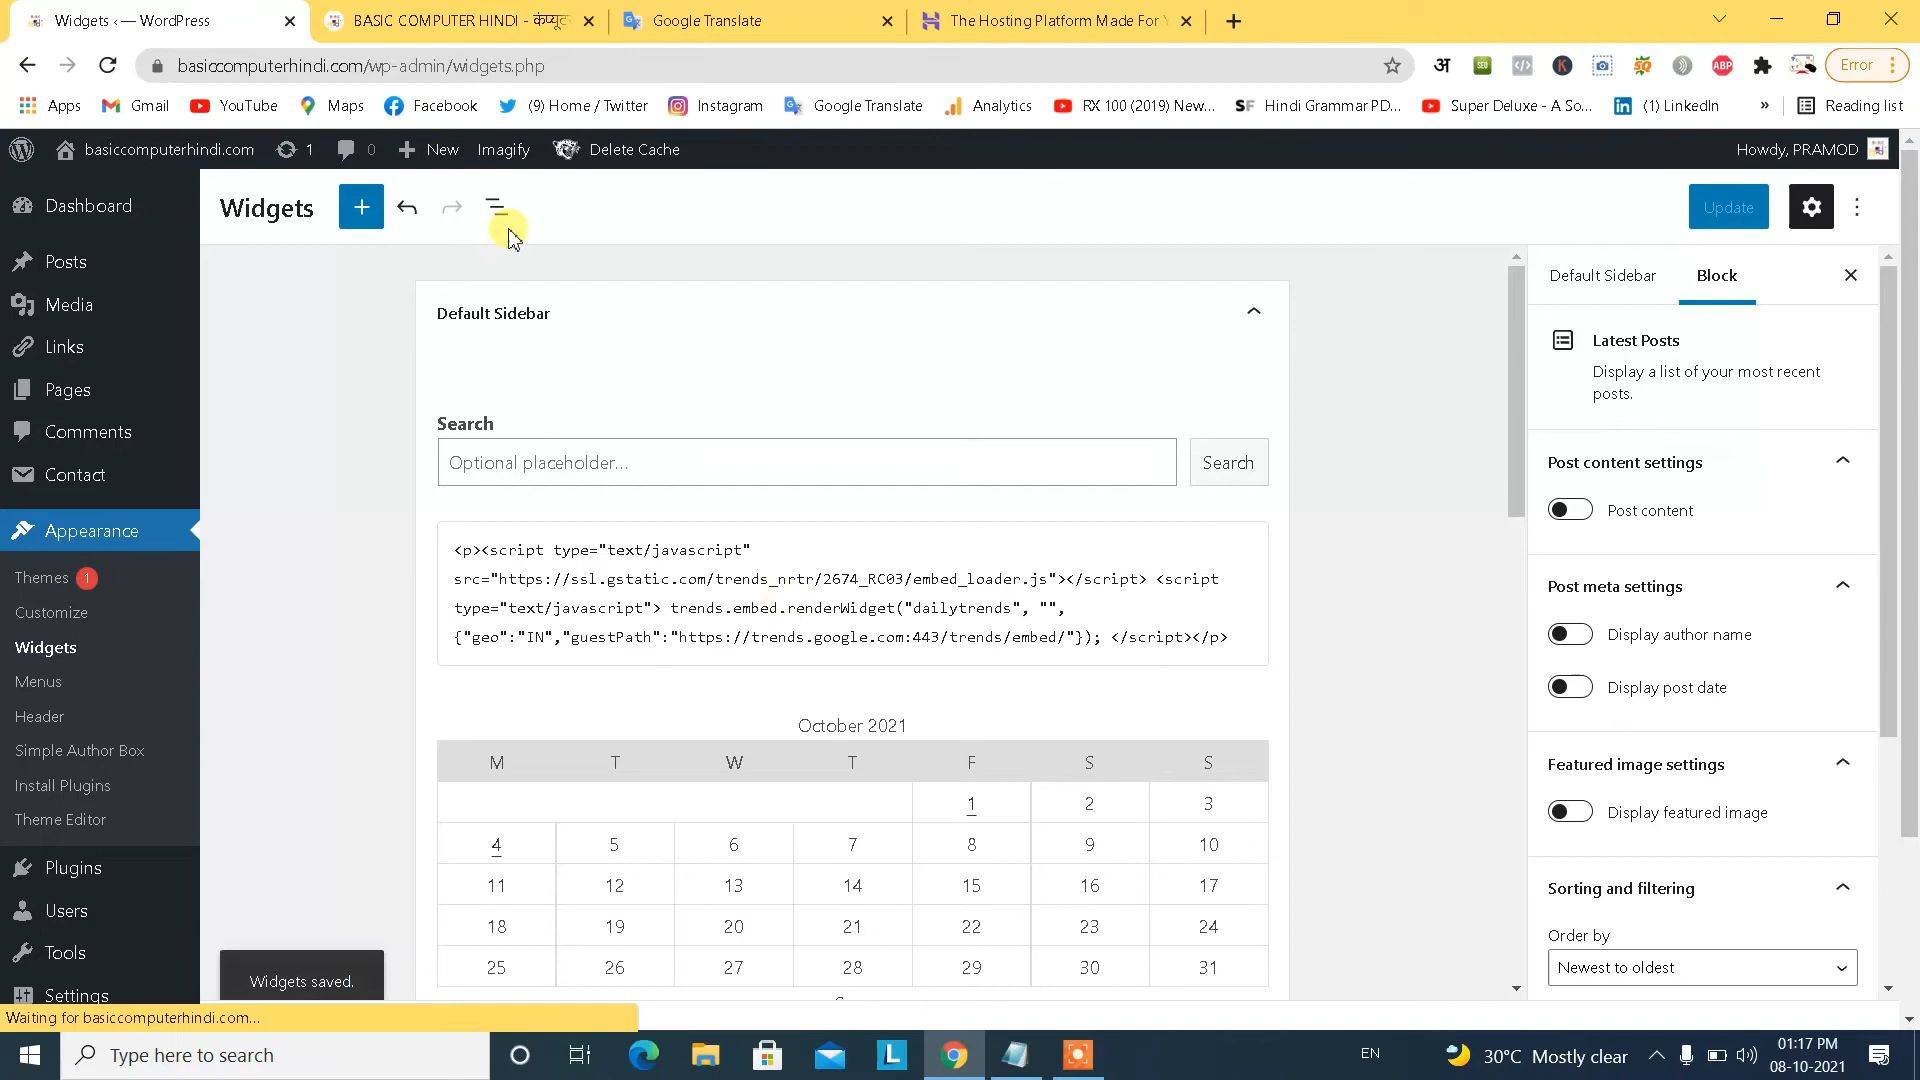 Widgets ‹ — WordPress
BASIC COMPUTER HINDI -
Google Translate
The Hosting Platform Made For
basiccomputerhindi.com/wp-admin/widgets.php
अ
SEO
K
ABP
Error
Apps
Gmail
YouTube
Maps
Facebook
(9) Home / Twitter
Instagram
Google Translate
Analytics
RX 100 (2019) New...
SF Hindi Grammar PD...
Super Deluxe - A So...
(1) LinkedIn
»
Reading list
basiccomputerhindi.com
1
0
New
Imagify
Delete Cache
Howdy, PRAMOD
Dashboard
Posts
Media
Links
Pages
Comments
Contact
Appearance
Themes 1
Customize
Widgets
Menus
Header
Simple Author Box
Install Plugins
Theme Editor
Plugins
Users
Tools
Settings
Widgets
Update
Default Sidebar
Search
Optional placeholder...
Search
<p><script type="text/javascript"
src="https://ssl.gstatic.com/trends_nrtr/2674_RC03/embed_loader.js"></script> <script
type="text/javascript"> trends.embed.renderWidget("dailytrends", "",
{"geo":"IN","guestPath":"https://trends.google.com:443/trends/embed/"}); </script></p>
October 2021
M T W T F S S
1 2 3
4 5 6 7 8 9 10
11 12 13 14 15 16 17
18 19 20 21 22 23 24
25 26 27 28 29 30 31
Default Sidebar
Block
Latest Posts
Display a list of your most recent
posts.
Post content settings
Post content
Post meta settings
Display author name
Display post date
Featured image settings
Display featured image
Sorting and filtering
Order by
Newest to oldest
Widgets saved.
Waiting for basiccomputerhindi.com...
Type here to search
L
EN
30°C Mostly clear
01:17 PM
08-10-2021